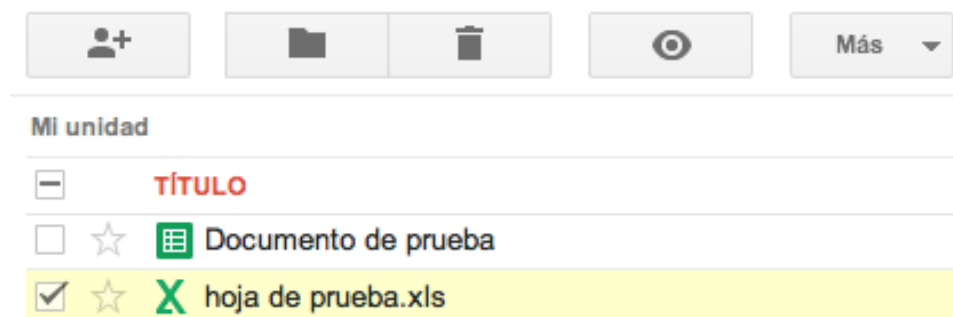 Más
Mi unidad
TÍTULO
Documento de prueba
hoja de prueba.xls